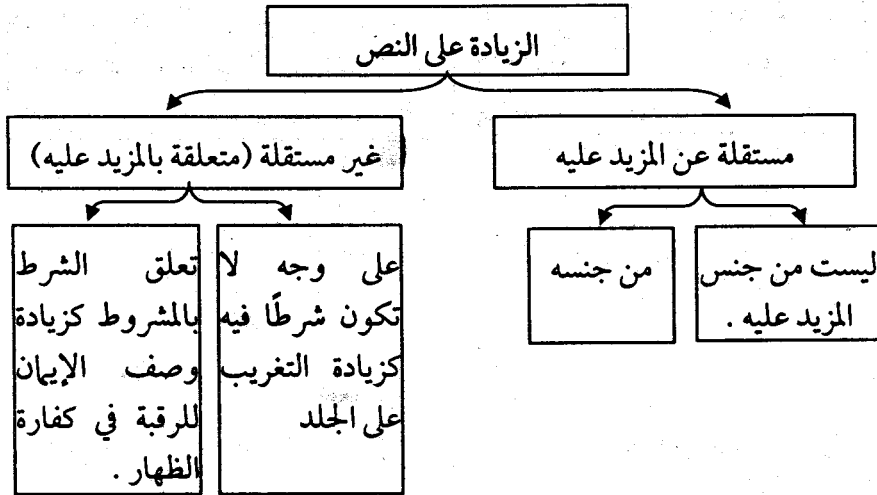 الزيادة على النص
مستقلة عن المزيد عليه
غير مستقلة (متعلقة بالمزيد عليه)
ليست من جنس
المزيد عليه .
من جنسه
على وجه لا
تكون شرطًا فيه
كزيادة التغريب
على الجلد
تعلق الشرط
بالمشروط كزيادة
وصف الإيمان
للرقبة في كفارة
الظهار .